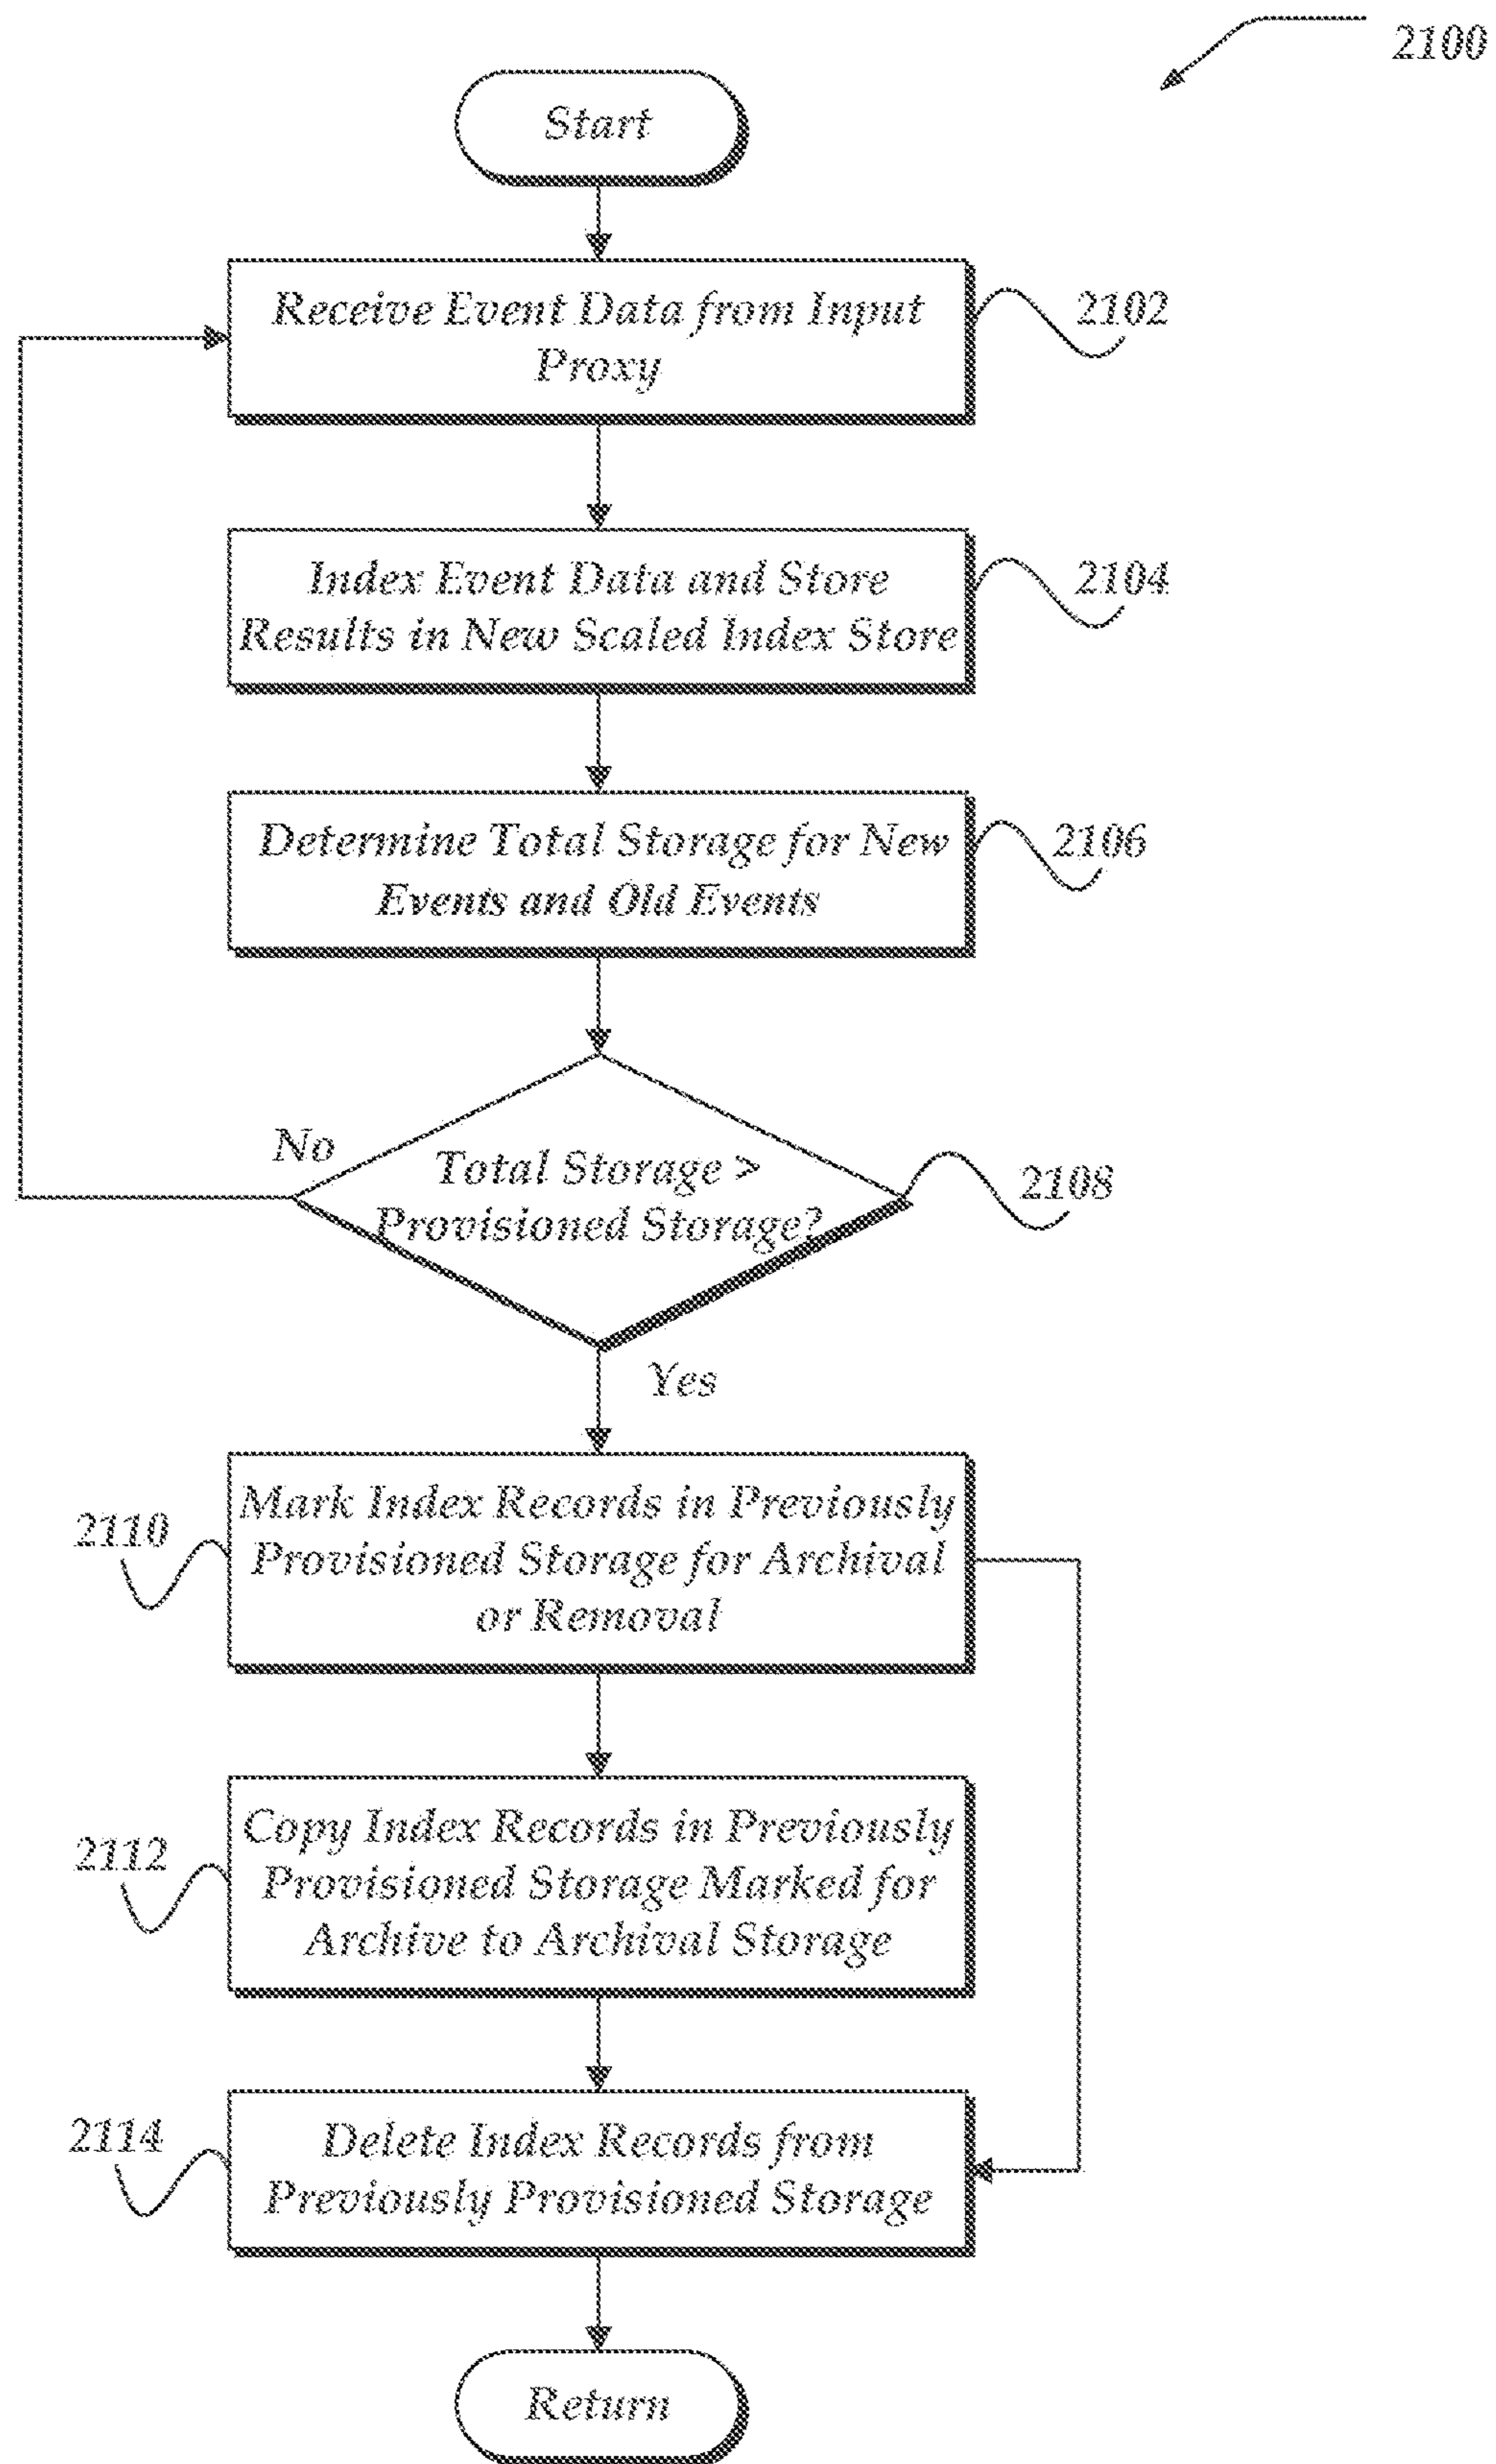 2100
Start
Receive Event Data from Input
Proxy
2102
Index Event Data and Store
Results in New Scaled Index Store
2104
Determine Total Storage for New
Events and Old Events
2106
No
Total Storage >
Provisioned Storage?
2108
Yes
Mark Index Records in Previously
Provisioned Storage for Archival
or Removal
2110
Copy Index Records in Previously
Provisioned Storage Marked for
Archive to Archival Storage
2112
Delete Index Records from
Previously Provisioned Storage
2114
Return